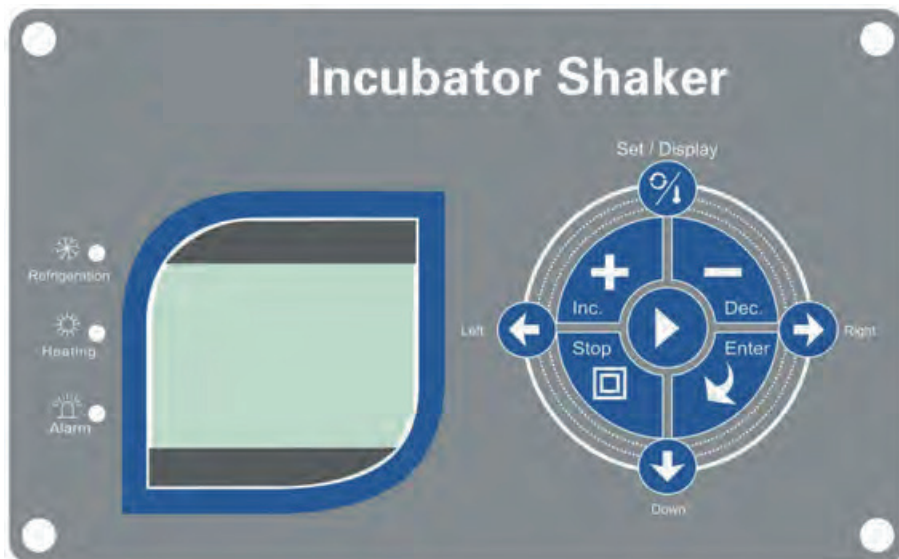 Incubator Shaker
Set / Display
Refrigeration
Heating
Alarm
Inc.
Dec.
Left
Right
Stop
Enter
Down